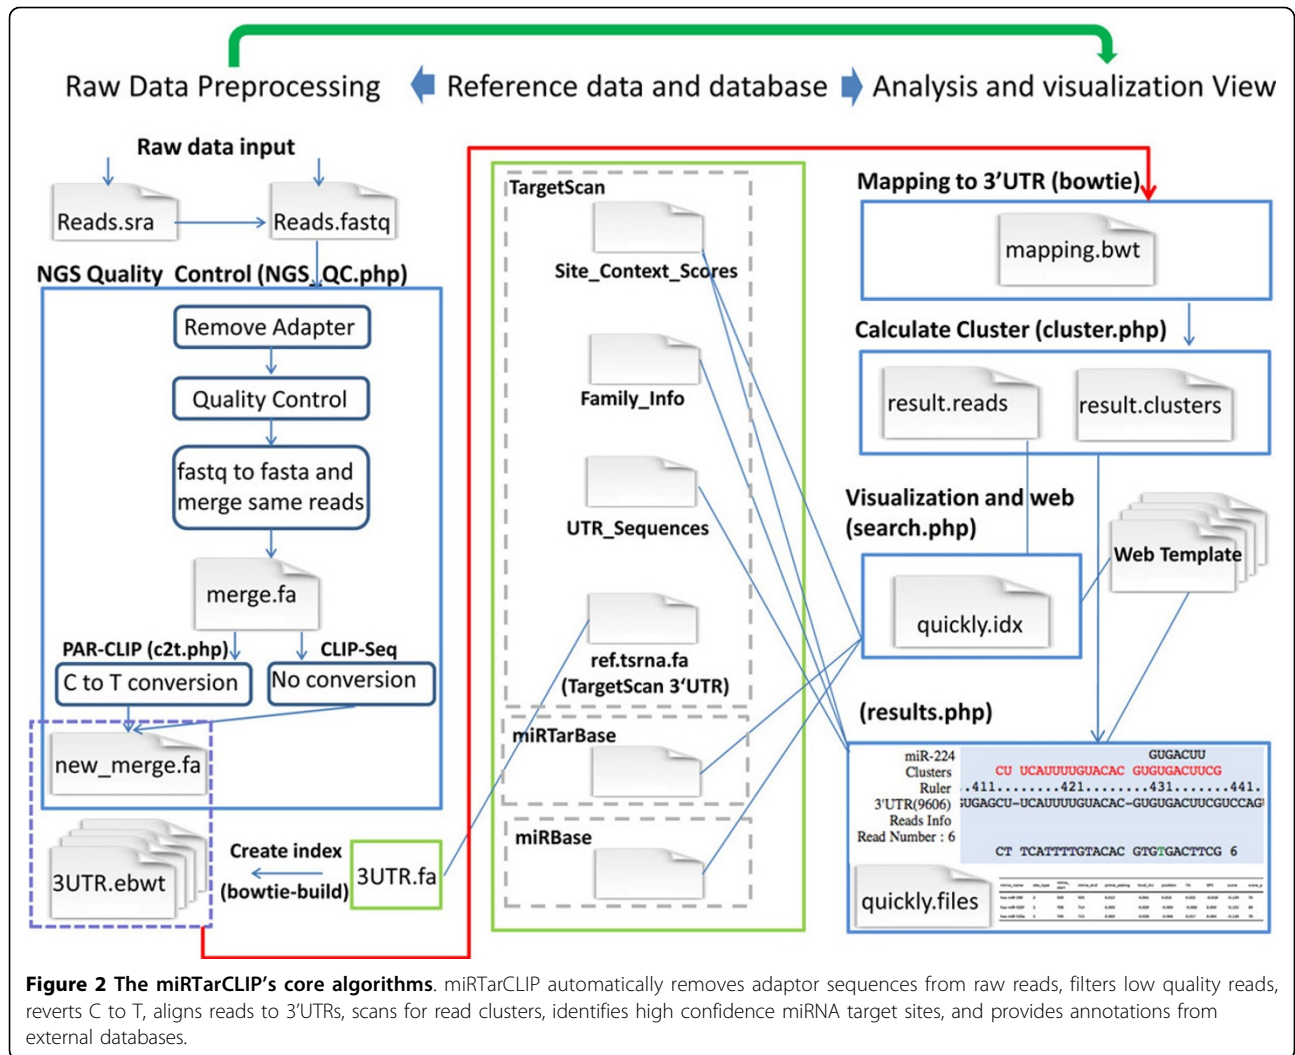 Raw Data Preprocessing
Reference data and database
Analysis and visualization View
Raw data input
Reads.sra
Reads.fastq
NGS Quality Control (NGS_QC.php)
Remove Adapter
Quality Control
fastq to fasta and
merge same reads
merge.fa
PAR-CLIP (c2t.php)
CLIP-Seq
C to T conversion
No conversion
new_merge.fa
3UTR.ebwt
Create index
(bowtie-build)
3UTR.fa
TargetScan
Site_Context_Scores
Family_Info
UTR_Sequences
ref.tsrna.fa
(TargetScan 3‘UTR)
miRTarBase
miRBase
Mapping to 3’UTR (bowtie)
mapping.bwt
Calculate Cluster (cluster.php)
result.reads
result.clusters
Visualization and web
(search.php)
Web Template
quickly.idx
(results.php)
miR-224 GUGACUU
Clusters CU UCAUUUUGUACAC GUGUGACUUCG
Ruler ..411........421........431........441.
3'UTR(9606) UGAGCU-UCAUUUUGUACAC-GUGUGACUUCGUCCAG
Reads Info
Read Number : 6
CT TCATTTTGTACAC GTGTGACTTCG 6
quickly.files
Figure 2 The miRTarCLIP's core algorithms. miRTarCLIP automatically removes adaptor sequences from raw reads, filters low quality reads,
reverts C to T, aligns reads to 3'UTRs, scans for read clusters, identifies high confidence miRNA target sites, and provides annotations from
external databases.